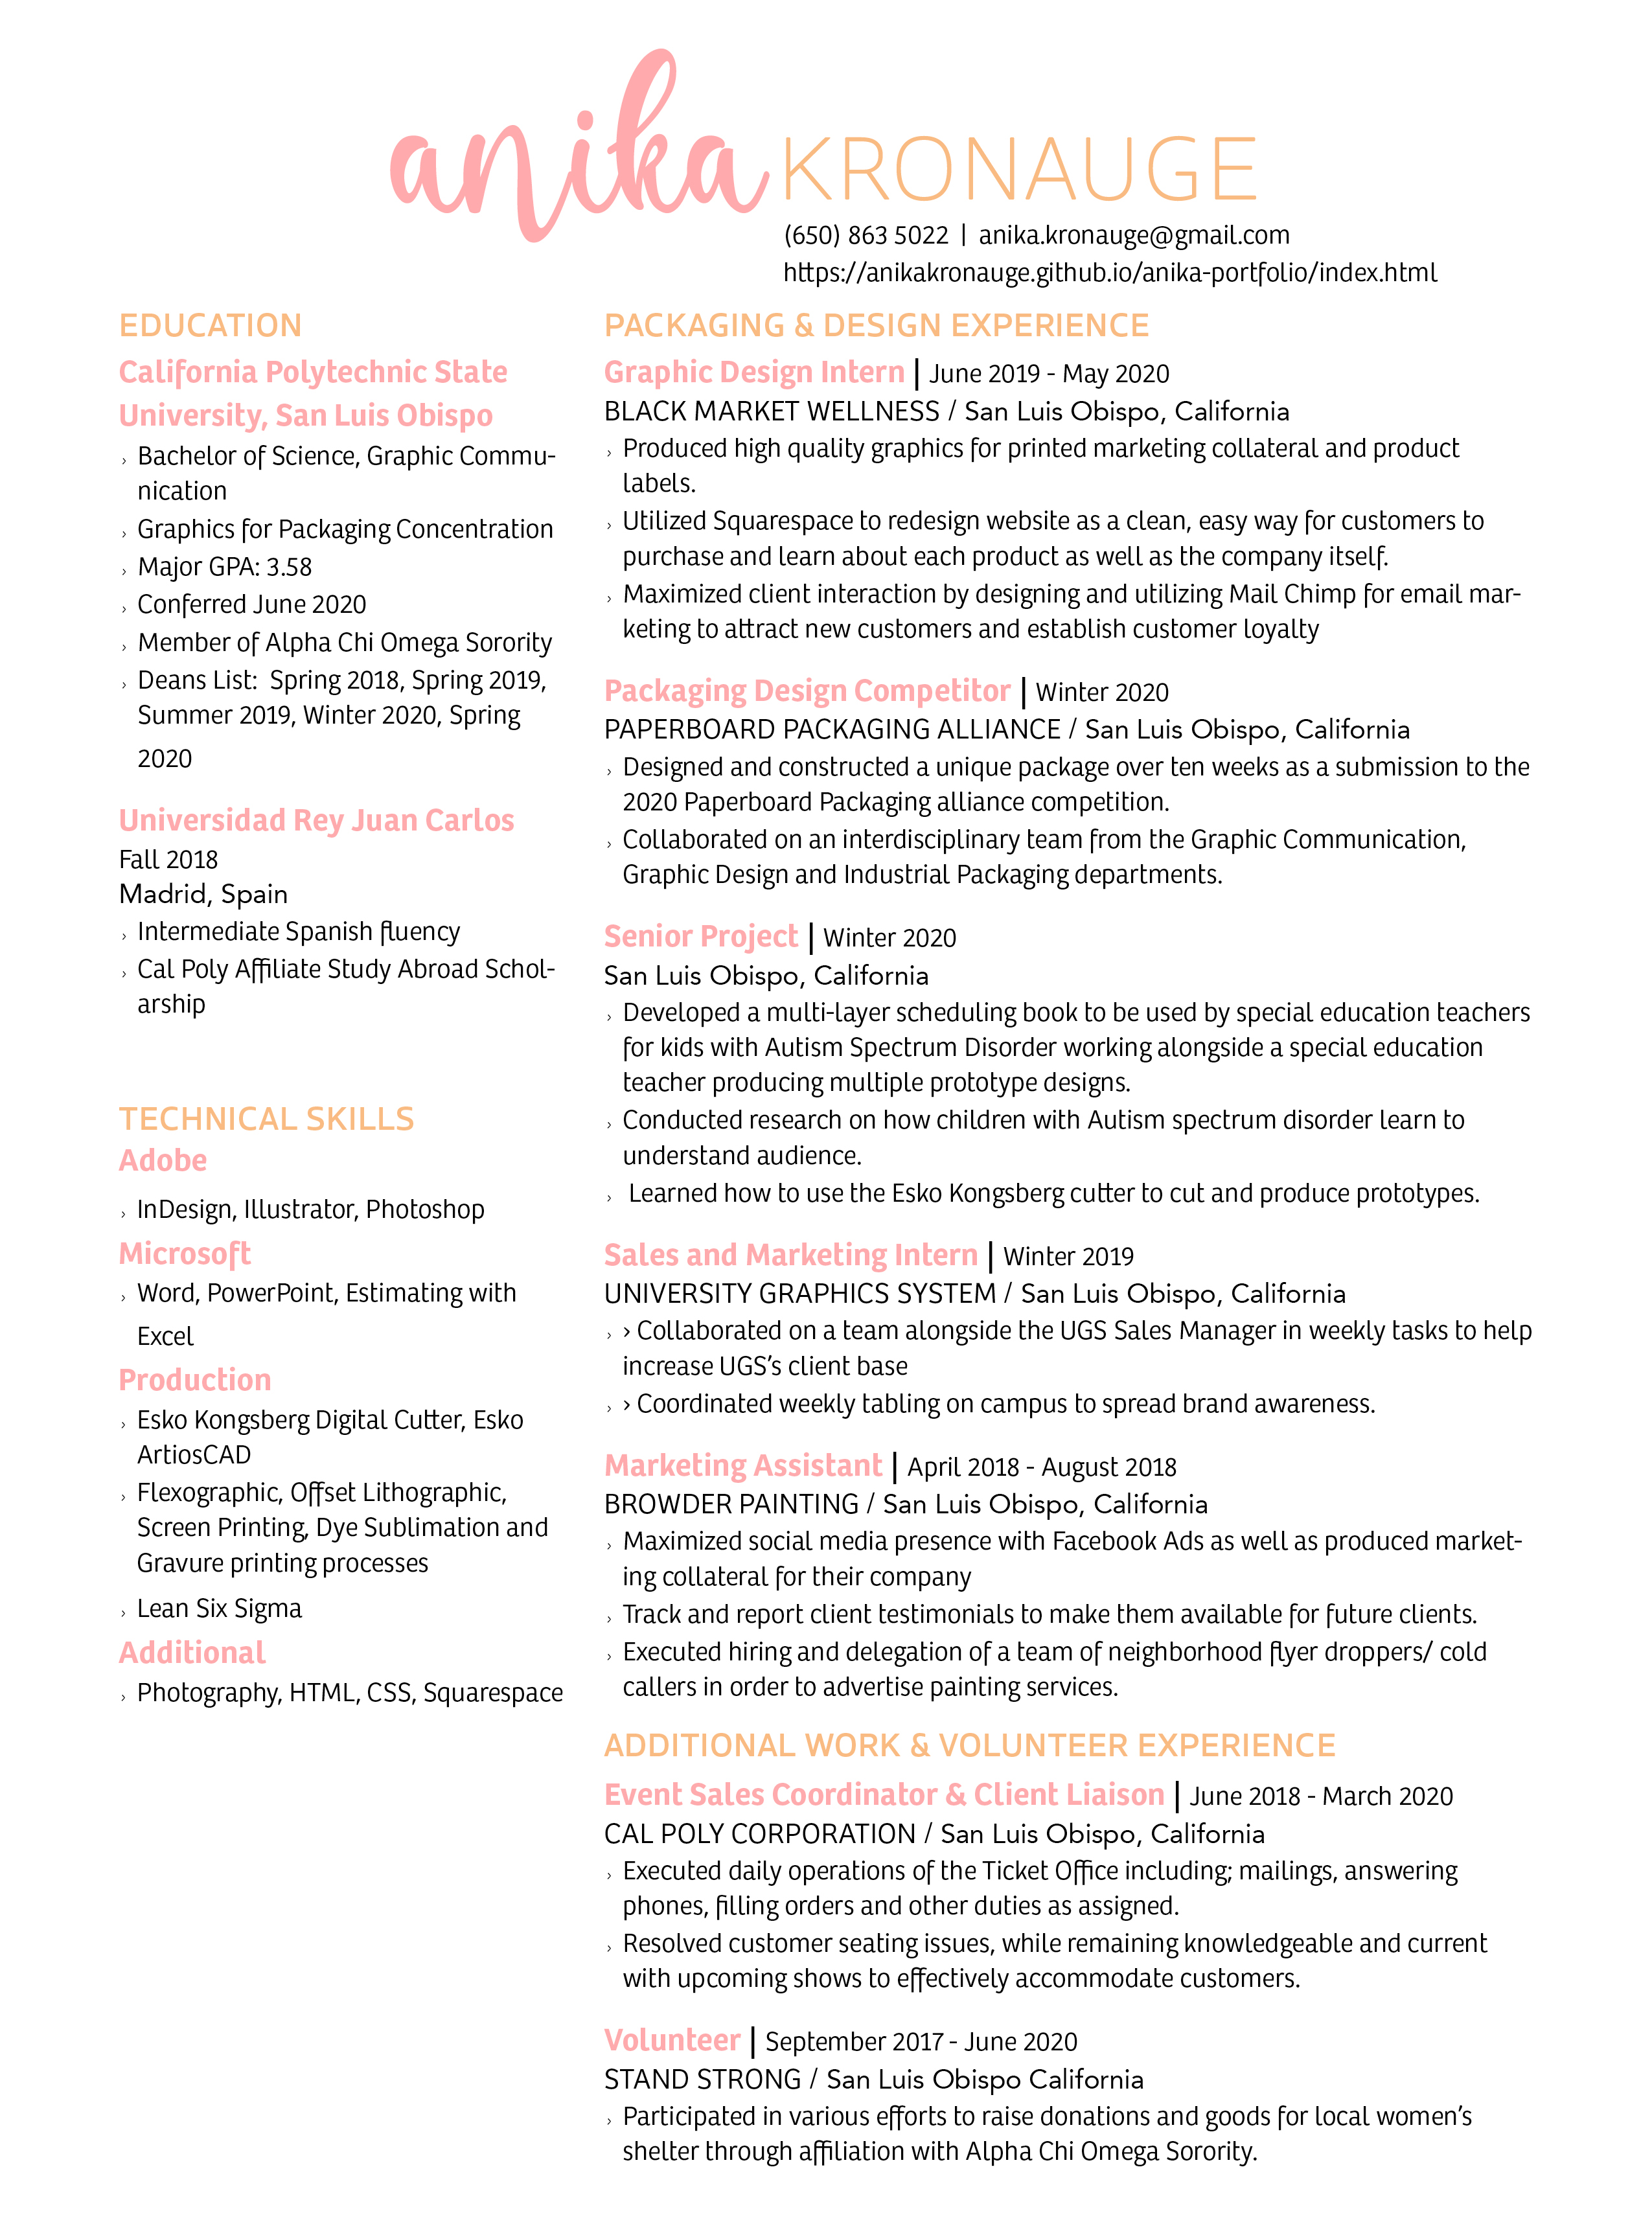 anika KRONAUGE
(650) 863 5022 | anika.kronauge@gmail.com
https://anikakronauge.github.io/anika-portfolio/index.html
EDUCATION
California Polytechnic State
University, San Luis Obispo
› Bachelor of Science, Graphic Commu-
nication
› Graphics for Packaging Concentration
› Major GPA: 3.58
› Conferred June 2020
› Member of Alpha Chi Omega Sorority
› Deans List:  Spring 2018, Spring 2019,
Summer 2019, Winter 2020, Spring
2020
Universidad Rey Juan Carlos
Fall 2018
Madrid, Spain
› Intermediate Spanish fluency
› Cal Poly Affiliate Study Abroad Schol-
arship
TECHNICAL SKILLS
Adobe
› InDesign, Illustrator, Photoshop
Microsoft
› Word, PowerPoint, Estimating with
Excel
Production
› Esko Kongsberg Digital Cutter, Esko
ArtiosCAD
› Flexographic, Offset Lithographic,
Screen Printing, Dye Sublimation and
Gravure printing processes
› Lean Six Sigma
Additional
› Photography, HTML, CSS, Squarespace
PACKAGING & DESIGN EXPERIENCE
Graphic Design Intern | June 2019 - May 2020
BLACK MARKET WELLNESS / San Luis Obispo, California
› Produced high quality graphics for printed marketing collateral and product
labels.
› Utilized Squarespace to redesign website as a clean, easy way for customers to
purchase and learn about each product as well as the company itself.
› Maximized client interaction by designing and utilizing Mail Chimp for email mar-
keting to attract new customers and establish customer loyalty
Packaging Design Competitor | Winter 2020
PAPERBOARD PACKAGING ALLIANCE / San Luis Obispo, California
› Designed and constructed a unique package over ten weeks as a submission to the
2020 Paperboard Packaging alliance competition.
› Collaborated on an interdisciplinary team from the Graphic Communication,
Graphic Design and Industrial Packaging departments.
Senior Project | Winter 2020
San Luis Obispo, California
› Developed a multi-layer scheduling book to be used by special education teachers
for kids with Autism Spectrum Disorder working alongside a special education
teacher producing multiple prototype designs.
› Conducted research on how children with Autism spectrum disorder learn to
understand audience.
› Learned how to use the Esko Kongsberg cutter to cut and produce prototypes.
Sales and Marketing Intern | Winter 2019
UNIVERSITY GRAPHICS SYSTEM / San Luis Obispo, California
› › Collaborated on a team alongside the UGS Sales Manager in weekly tasks to help
increase UGS’s client base
› › Coordinated weekly tabling on campus to spread brand awareness.
Marketing Assistant | April 2018 - August 2018
BROWDER PAINTING / San Luis Obispo, California
› Maximized social media presence with Facebook Ads as well as produced market-
ing collateral for their company
› Track and report client testimonials to make them available for future clients.
› Executed hiring and delegation of a team of neighborhood flyer droppers/ cold
callers in order to advertise painting services.
ADDITIONAL WORK & VOLUNTEER EXPERIENCE
Event Sales Coordinator & Client Liaison | June 2018 - March 2020
CAL POLY CORPORATION / San Luis Obispo, California
› Executed daily operations of the Ticket Office including; mailings, answering
phones, filling orders and other duties as assigned.
› Resolved customer seating issues, while remaining knowledgeable and current
with upcoming shows to effectively accommodate customers.
Volunteer | September 2017 - June 2020
STAND STRONG / San Luis Obispo California
› Participated in various efforts to raise donations and goods for local women’s
shelter through affiliation with Alpha Chi Omega Sorority.